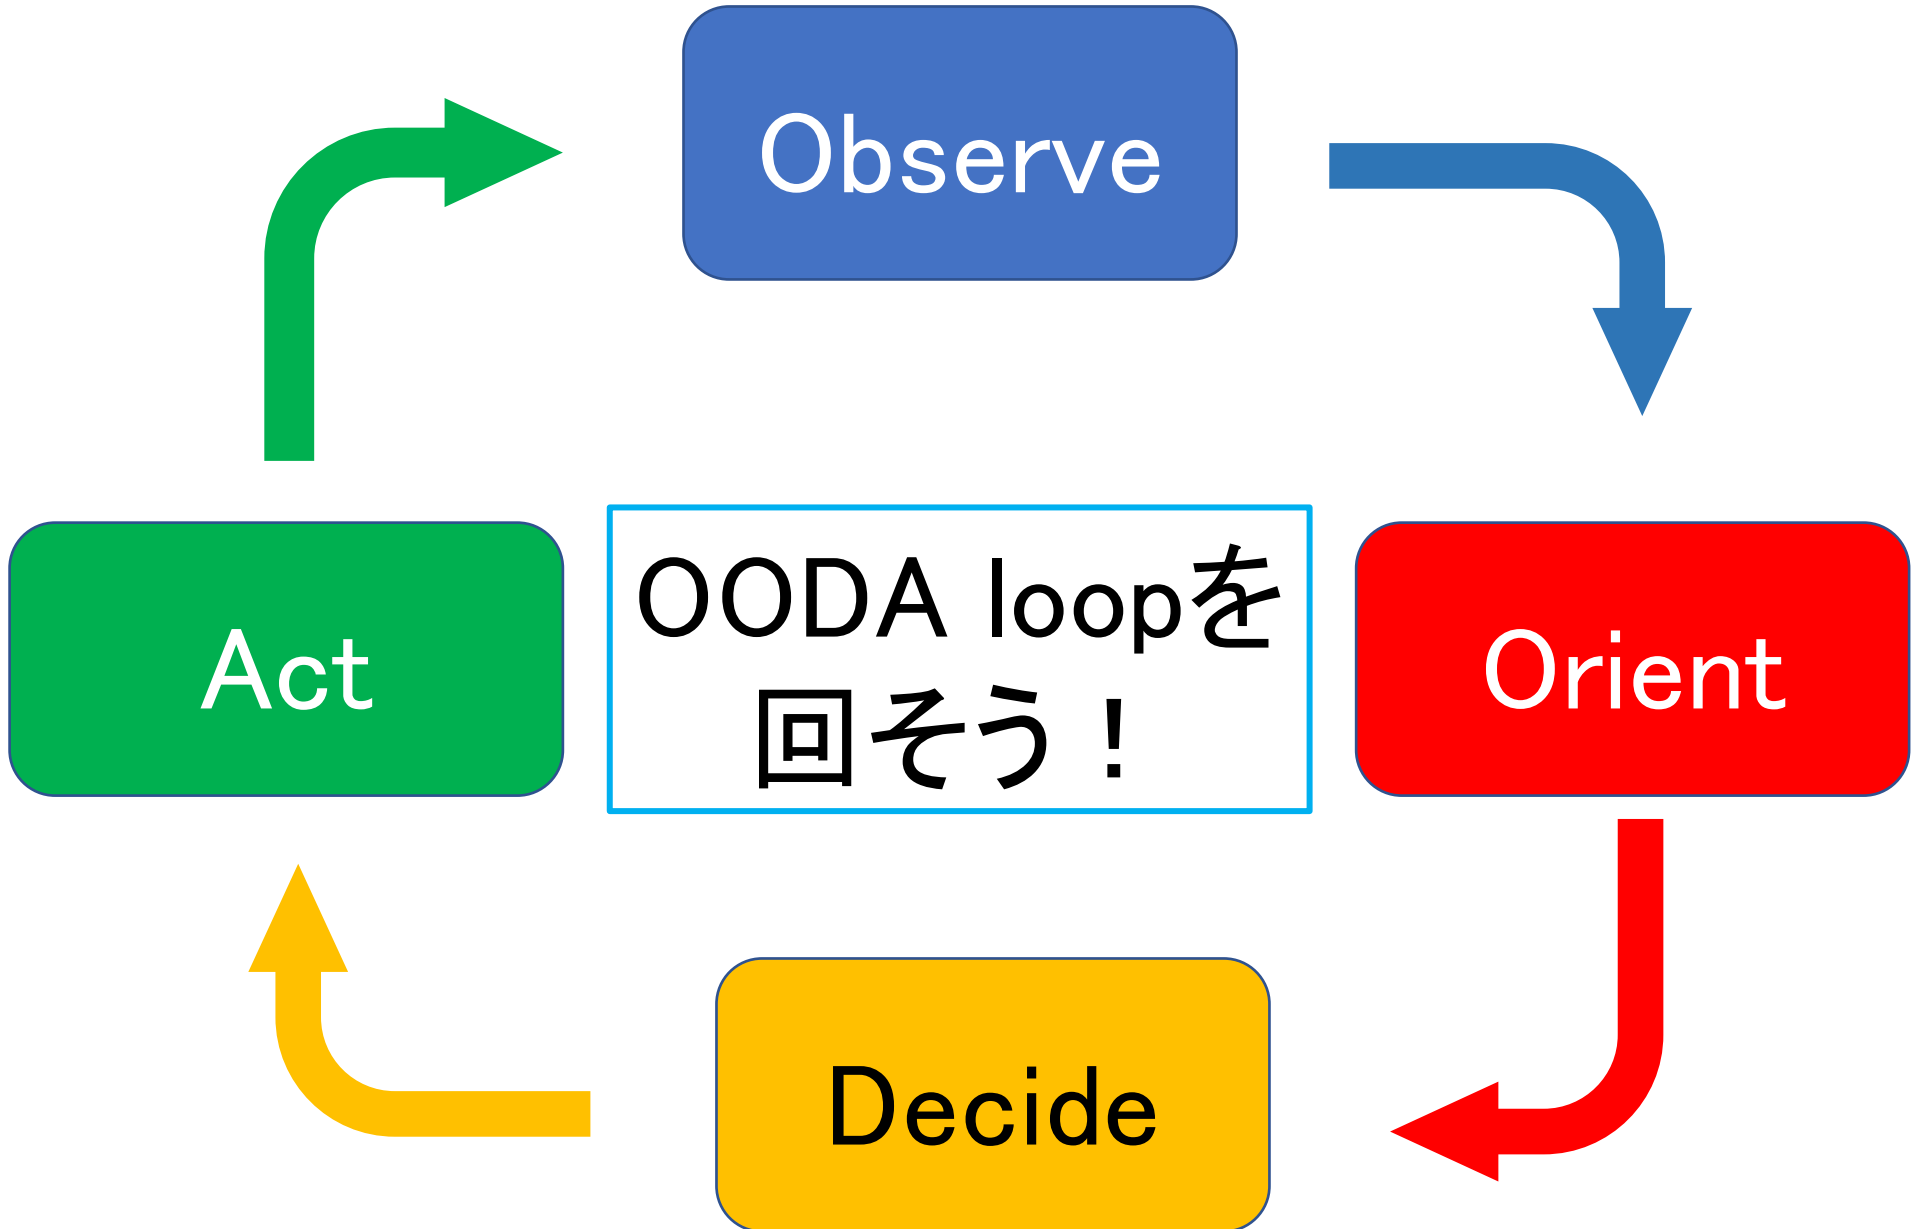 Observe
Act
OODA loopを
回そう！
Orient
Decide